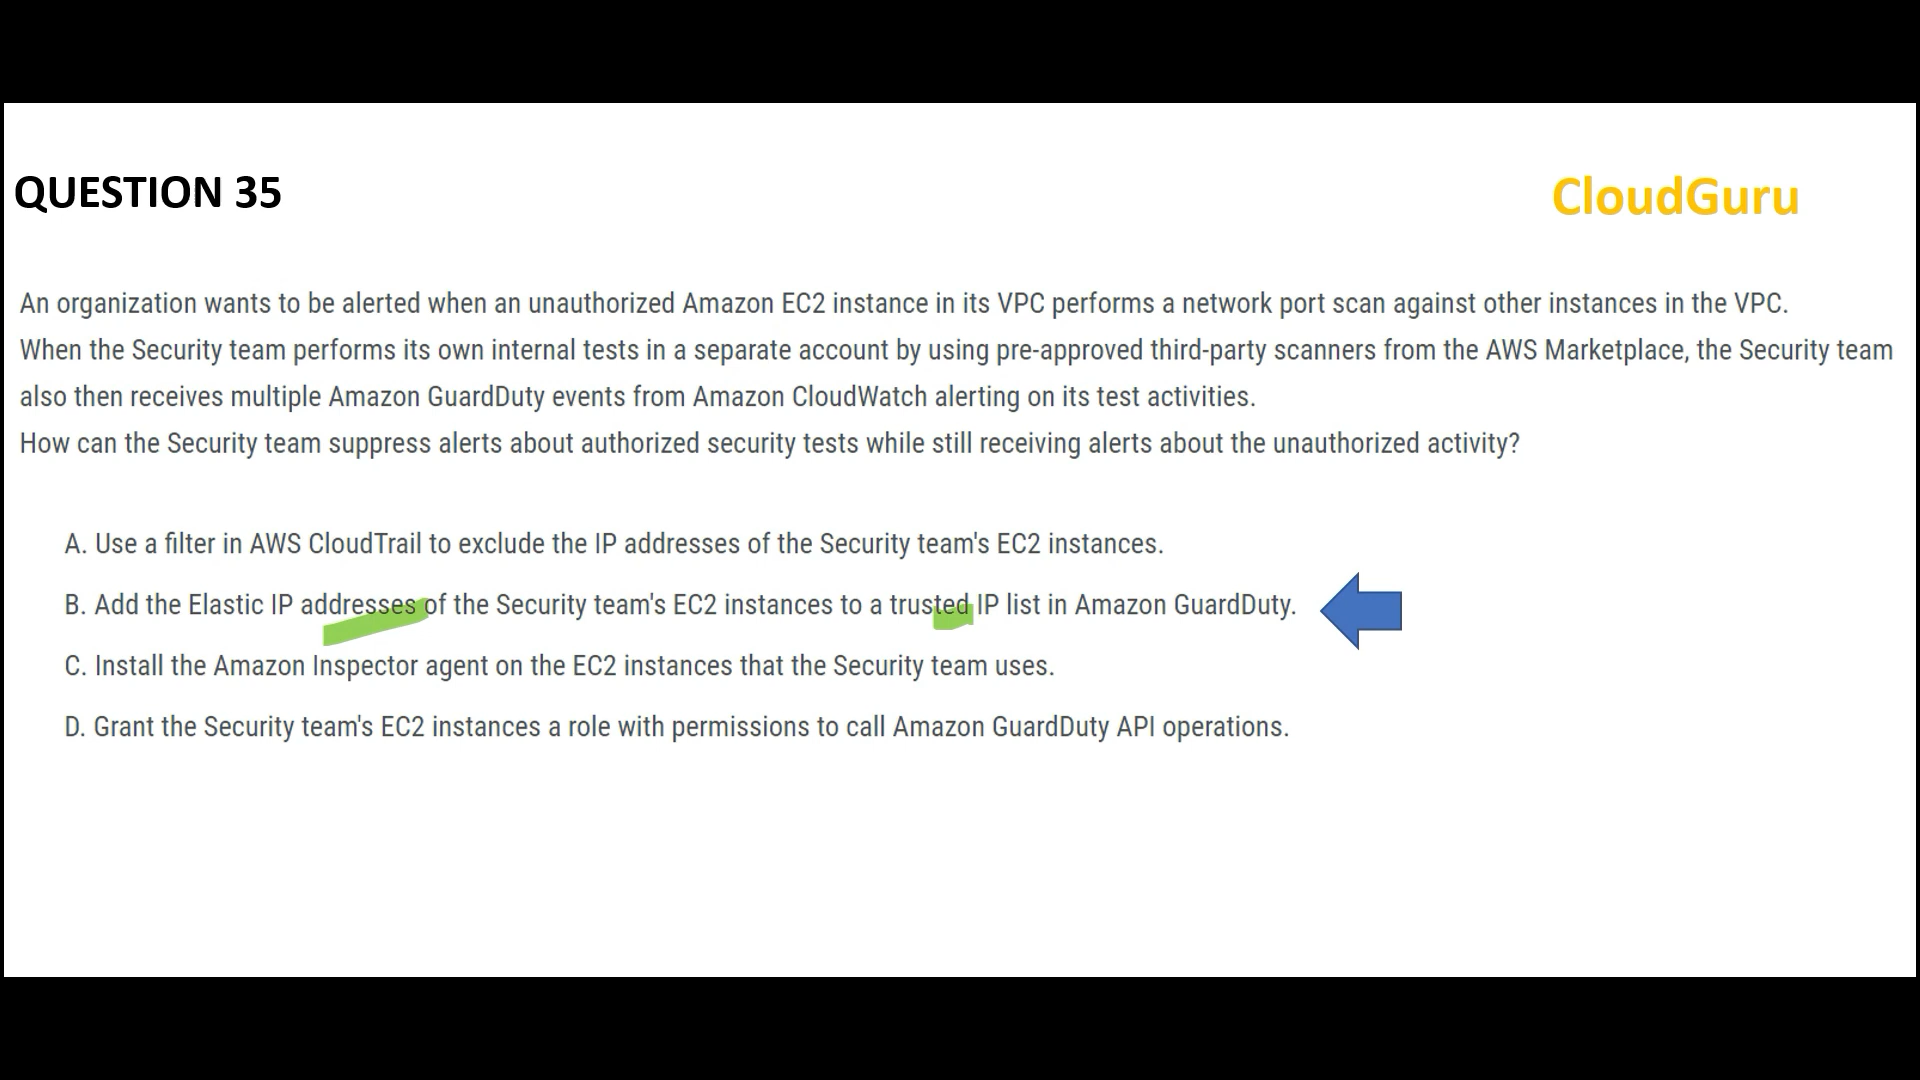 QUESTION 35
CloudGuru
An organization wants to be alerted when an unauthorized Amazon EC2 instance in its VPC performs a network port scan against other instances in the VPC.
When the Security team performs its own internal tests in a separate account by using pre-approved third-party scanners from the AWS Marketplace, the Security team
also then receives multiple Amazon GuardDuty events from Amazon CloudWatch alerting on its test activities.
How can the Security team suppress alerts about authorized security tests while still receiving alerts about the unauthorized activity?
A. Use a filter in AWS CloudTrail to exclude the IP addresses of the Security team's EC2 instances.
B. Add the Elastic IP addresses of the Security team's EC2 instances to a trusted IP list in Amazon GuardDuty.
C. Install the Amazon Inspector agent on the EC2 instances that the Security team uses.
D. Grant the Security team's EC2 instances a role with permissions to call Amazon GuardDuty API operations.